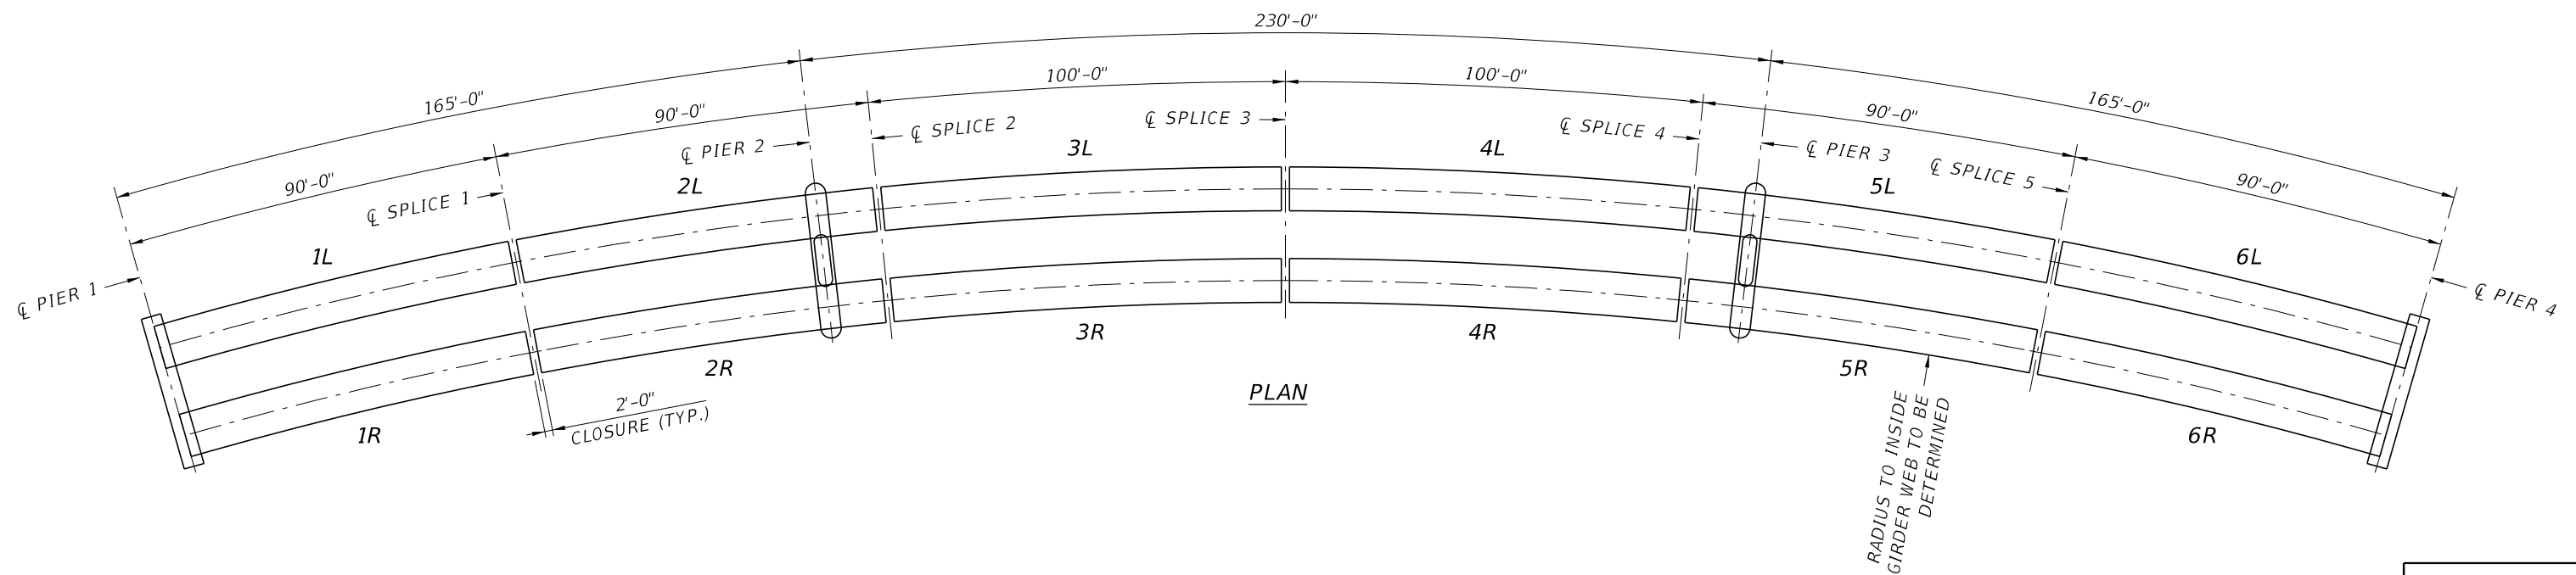 230'-0"
165'-0"
100'-0"
100'-0"
165'-0"
90'-0"
90'-0"
90'-0"
90'-0"
℄ PIER 1
℄ SPLICE 1
℄ PIER 2
℄ SPLICE 2
℄ SPLICE 3
℄ SPLICE 4
℄ PIER 3
℄ SPLICE 5
℄ PIER 4
1L
2L
3L
4L
5L
6L
1R
2R
3R
4R
5R
6R
2'-0"
CLOSURE (TYP.)
PLAN
RADIUS TO INSIDE
GIRDER WEB TO BE
DETERMINED